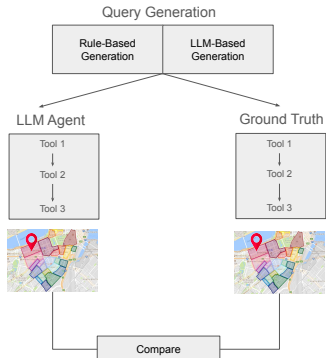 Query Generation
Rule-Based
Generation
LLM-Based
Generation
LLM Agent
Ground Truth
Tool 1
Tool 2
Tool 3
Tool 1
Tool 2
Tool 3
Compare